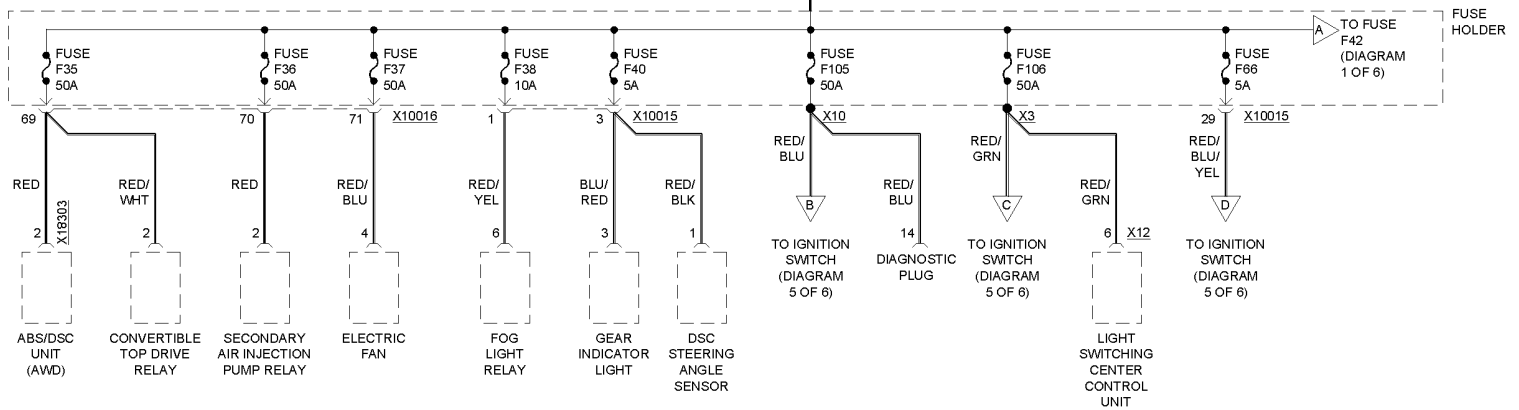 FUSE
HOLDER
A
TO FUSE
F42
(DIAGRAM
1 OF 6)
FUSE
F35
50A
FUSE
F36
50A
FUSE
F37
50A
FUSE
F38
10A
FUSE
F40
5A
FUSE
F105
50A
FUSE
F106
50A
FUSE
F66
5A
69
70
71
X10016
1
3
X10015
X10
X3
29
X10015
RED
RED/
WHT
RED
RED/
BLU
RED/
YEL
BLU/
RED
RED/
BLK
RED/
BLU
RED/
BLU
RED/
GRN
RED/
GRN
RED/
BLU/
YEL
B
C
D
2
X18303
2
2
4
6
3
1
14
6
X12
ABS/DSC
UNIT
(AWD)
CONVERTIBLE
TOP DRIVE
RELAY
SECONDARY
AIR INJECTION
PUMP RELAY
ELECTRIC
FAN
FOG
LIGHT
RELAY
GEAR
INDICATOR
LIGHT
DSC
STEERING
ANGLE
SENSOR
TO IGNITION
SWITCH
(DIAGRAM
5 OF 6)
DIAGNOSTIC
PLUG
TO IGNITION
SWITCH
(DIAGRAM
5 OF 6)
LIGHT
SWITCHING
CENTER
CONTROL
UNIT
TO IGNITION
SWITCH
(DIAGRAM
5 OF 6)